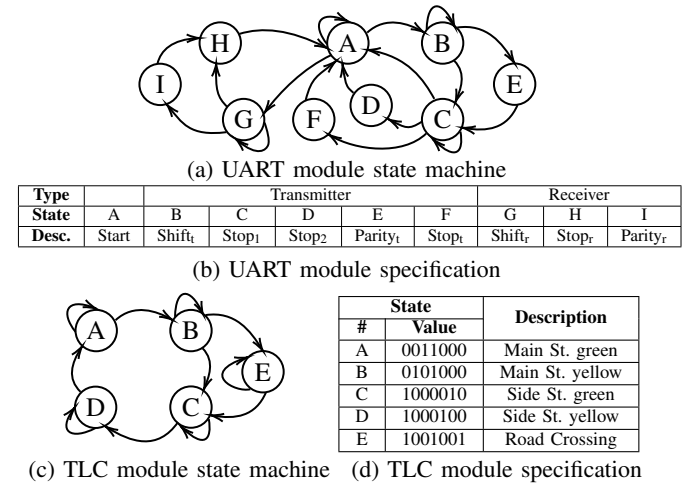 H
A
B
I
E
G
F
D
C
(a) UART module state machine
Type Transmitter Receiver
State A B C D E F G H I
Desc. Start Shiftt Stop1 Stop2 Parityt Stopt Shiftr Stopr Parityr
(b) UART module specification
A
B
E
D
C
State Description
# Value
A 0011000 Main St. green
B 0101000 Main St. yellow
C 1000010 Side St. green
D 1000100 Side St. yellow
E 1001001 Road Crossing
(c) TLC module state machine
(d) TLC module specification